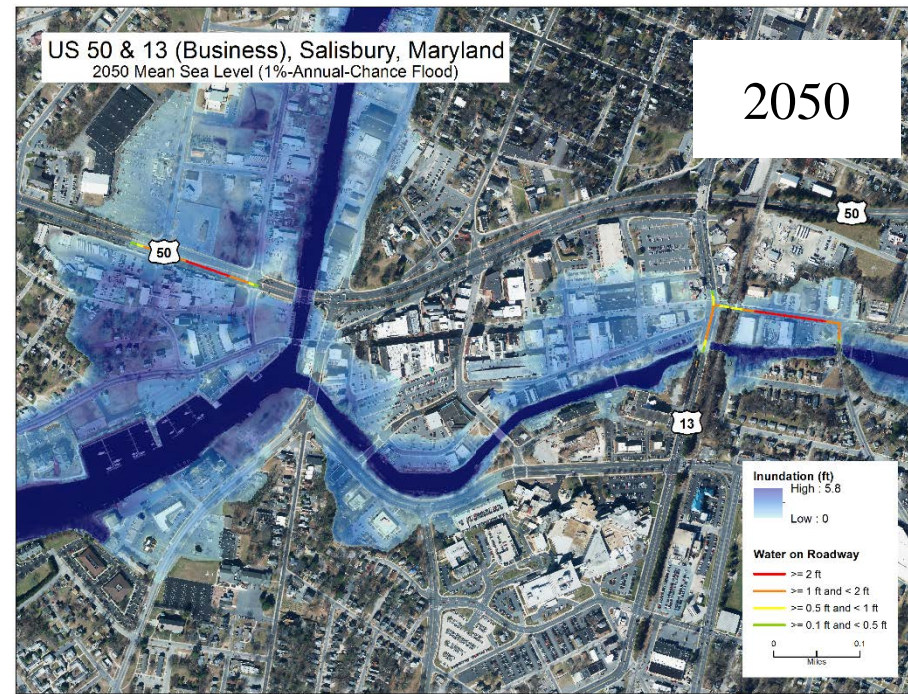 US 50 & 13 (Business), Salisbury, Maryland
2050 Mean Sea Level (1%-Annual-Chance Flood)
2050
50
50
13
Inundation (ft)
High : 5.8
Low : 0
Water on Roadway
>= 2 ft
>= 1 ft and < 2 ft
>= 0.5 ft and < 1 ft
>= 0.1 ft and < 0.5 ft
0 0.1
Miles